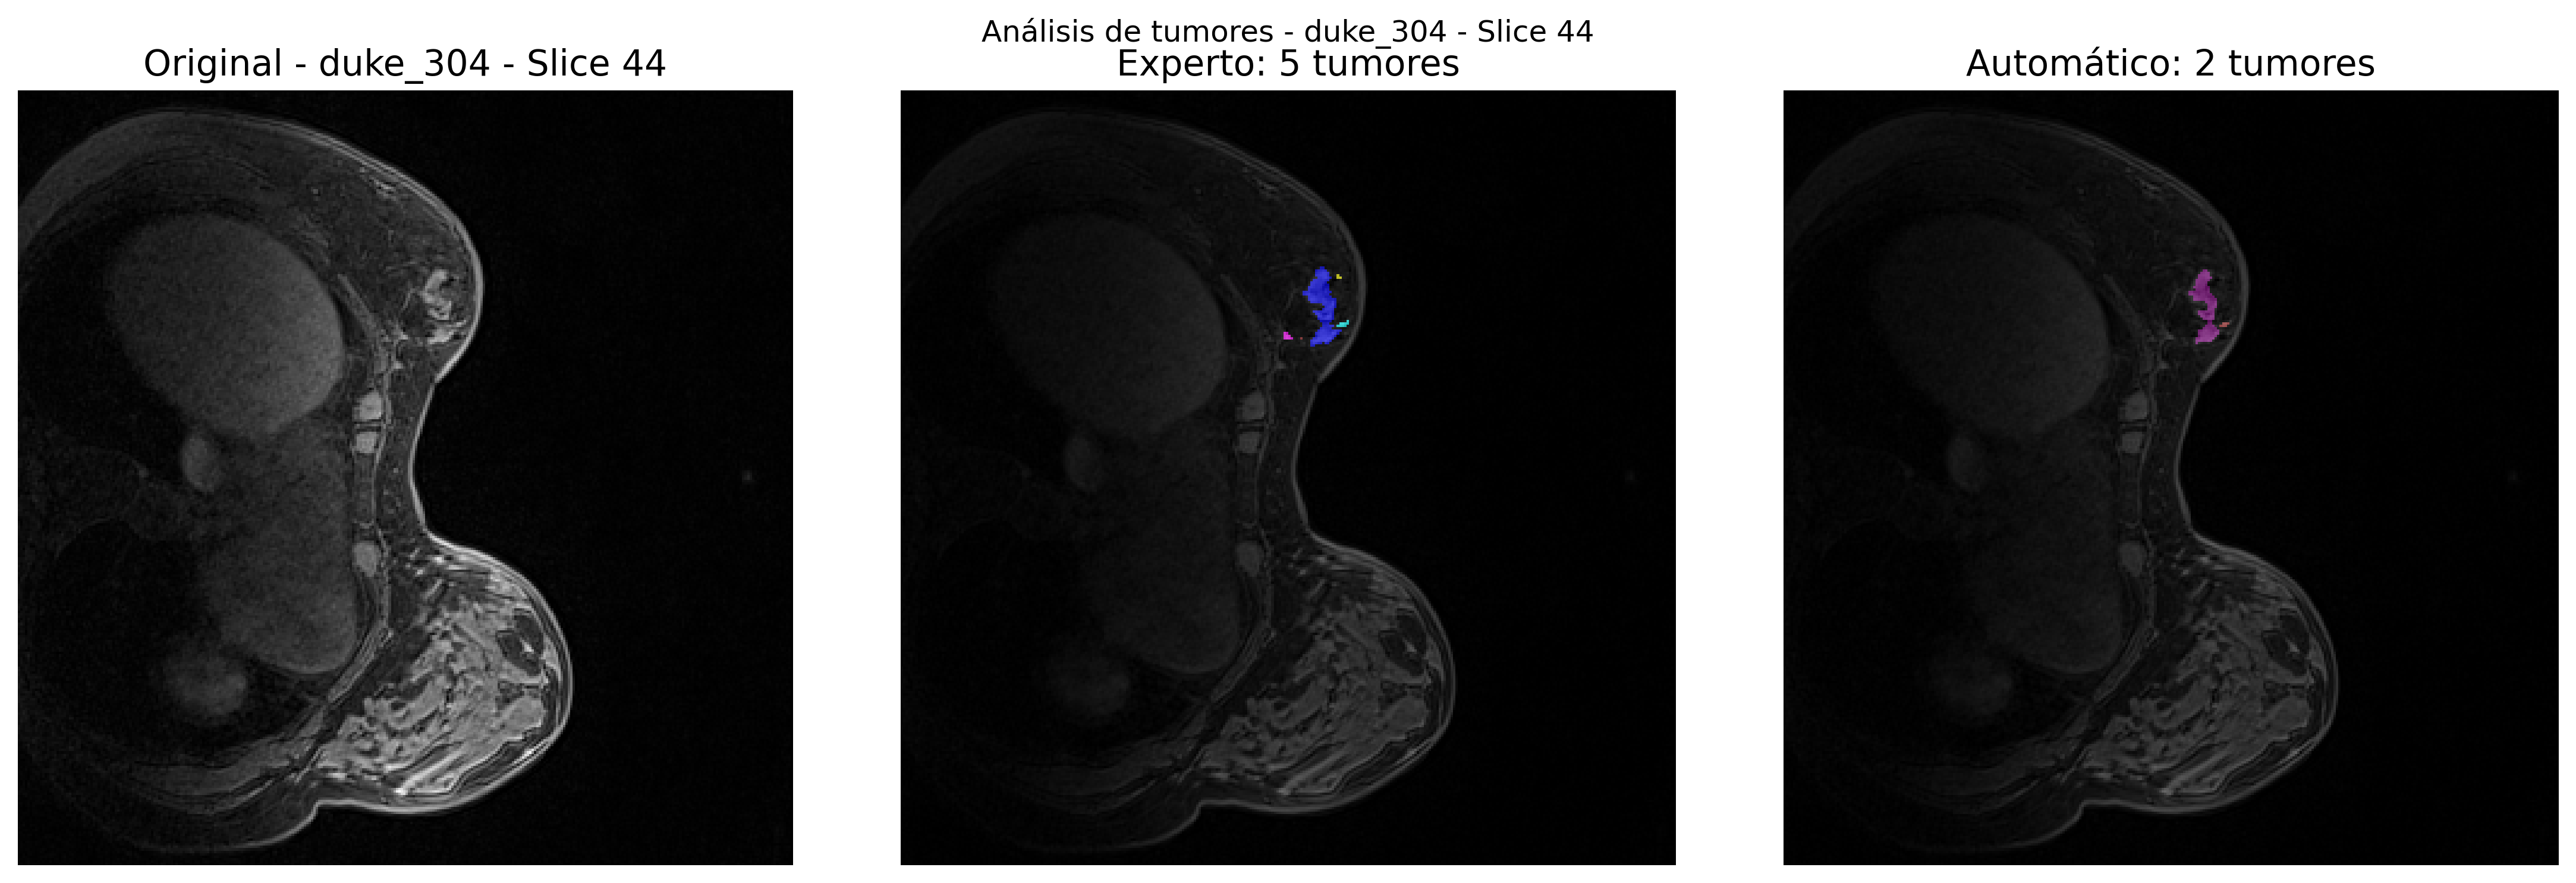 Análisis de tumores - duke_304 - Slice 44
Original - duke_304 - Slice 44
Experto: 5 tumores
Automático: 2 tumores